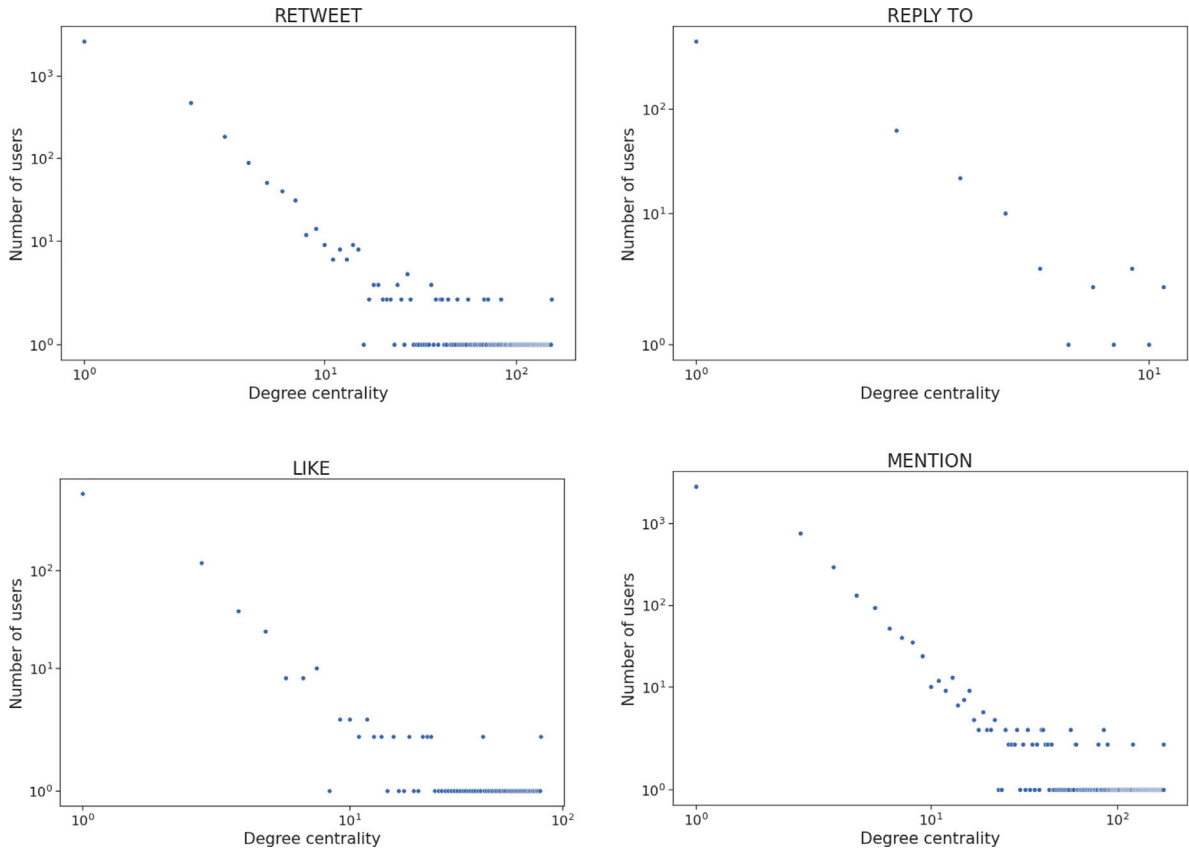 RETWEET
Number of users
10³
10²
10¹
10⁰
10⁰
10¹
10²
Degree centrality
REPLY TO
Number of users
10²
10¹
10⁰
10⁰
10¹
Degree centrality
LIKE
Number of users
10²
10¹
10⁰
10⁰
10¹
10²
Degree centrality
MENTION
Number of users
10³
10²
10¹
10⁰
10⁰
10¹
10²
Degree centrality